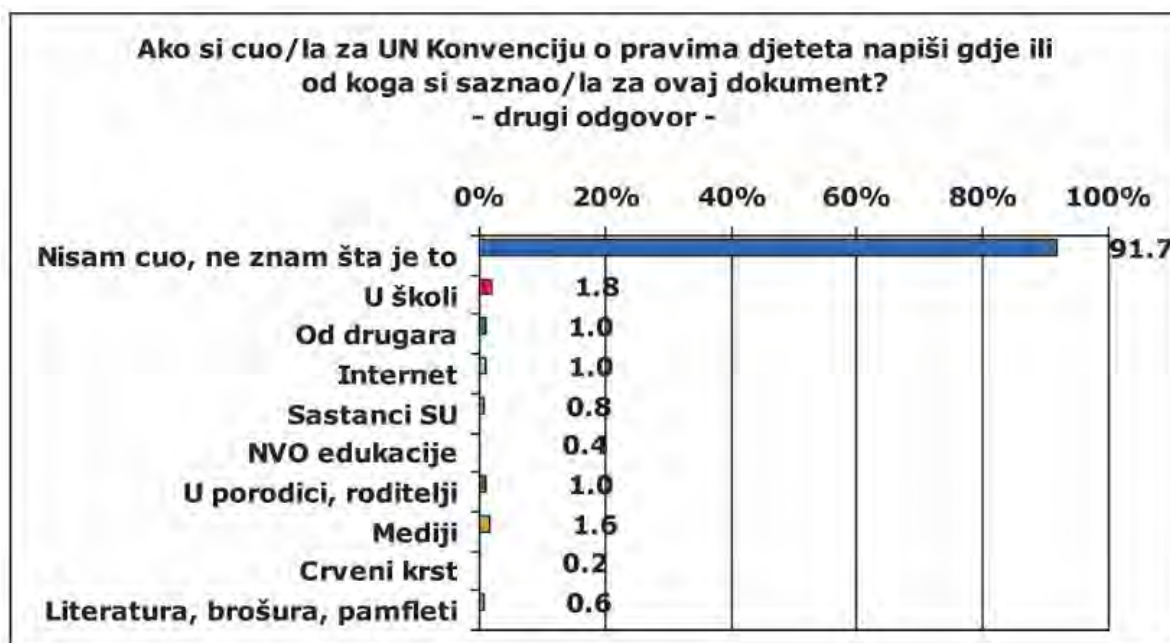 Ako si cuo/la za UN Konvenciju o pravima djeteta napiši gdje ili
od koga si saznao/la za ovaj dokument?
- drugi odgovor -
0% 20% 40% 60% 80% 100%
Nisam cuo, ne znam šta je to 91.7
U školi 1.8
Od drugara 1.0
Internet 1.0
Sastanci SU 0.8
NVO edukacije 0.4
U porodici, roditelji 1.0
Mediji 1.6
Crveni krst 0.2
Literatura, brošura, pamfleti 0.6